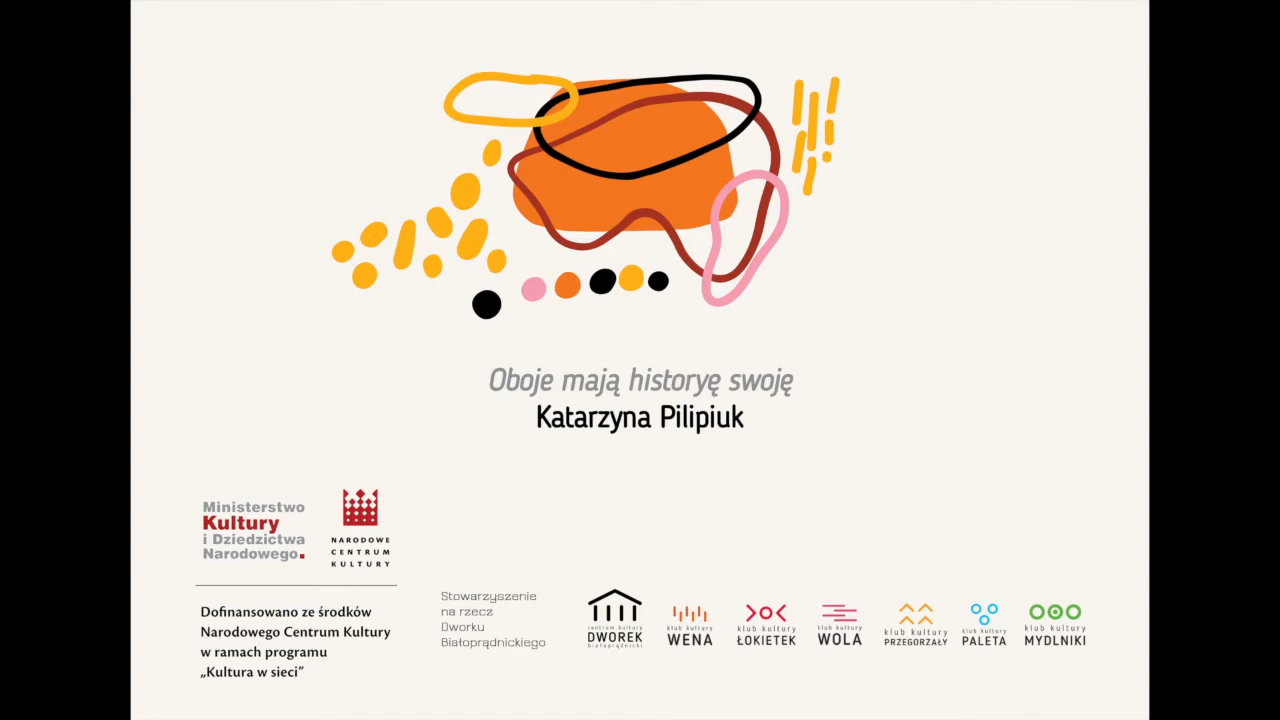 Oboje mają historyę swoję
Katarzyna Pilipiuk
Ministerstwo
Kultury
i Dziedzictwa
Narodowego.
NARODOWE
CENTRUM
KULTURY
Dofinansowano ze środków
Narodowego Centrum Kultury
w ramach programu
„Kultura w sieci”
Stowarzyszenie
na rzecz
Dworku
Białoprądnickiego
centrum kultury
DWOREK
białoprądnicki
klub kultury
WENA
klub kultury
ŁOKIETEK
klub kultury
WOLA
klub kultury
PRZEGORZAŁY
klub kultury
PALETA
klub kultury
MYDLNIKI